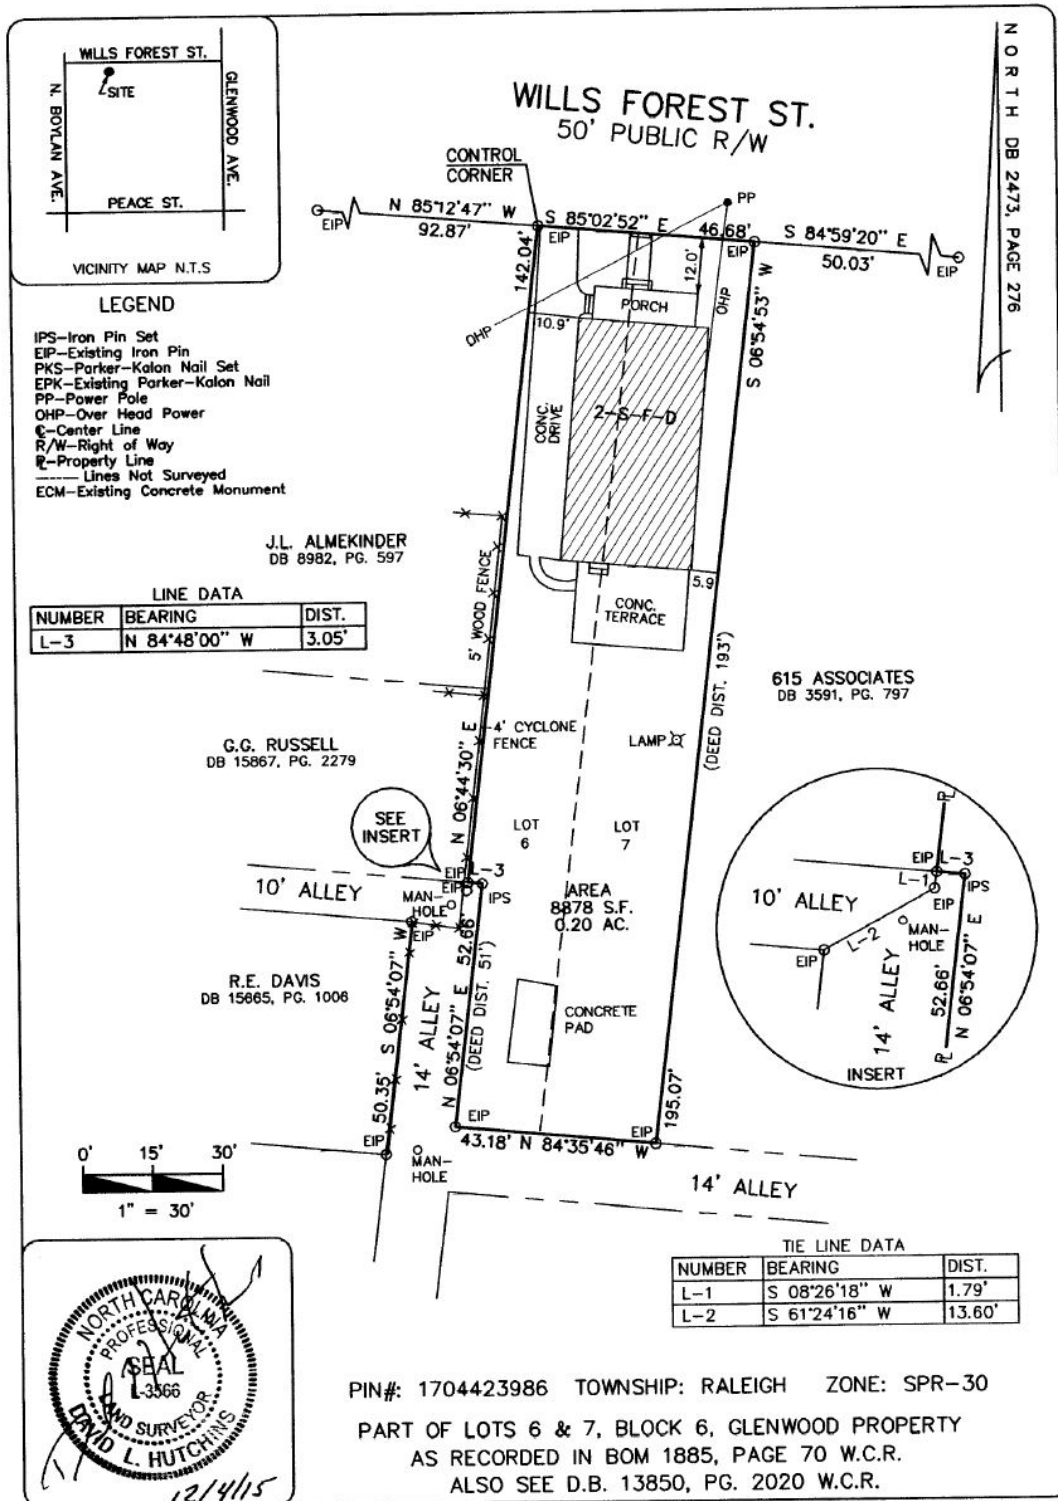 WILLS FOREST ST.
SITE
N. BOYLAN AVE.
GLENWOOD AVE.
PEACE ST.
VICINITY MAP N.T.S
NORTH DB 2473, PAGE 276
WILLS FOREST ST.
50' PUBLIC R/W
CONTROL
CORNER
PP
EIP
N 85°12'47" W
92.87'
S 85°02'52" E
46.68'
EIP
EIP
S 84°59'20" E
50.03'
EIP
142.04'
12.0'
OHP
OHP
S 06°54'53" W
PORCH
10.9'
CONC.
DRIVE
2-S-F-D
LEGEND
IPS-Iron Pin Set
EIP-Existing Iron Pin
PKS-Parker-Kalon Nail Set
EPK-Existing Parker-Kalon Nail
PP-Power Pole
OHP-Over Head Power
℄-Center Line
R/W-Right of Way
⅊-Property Line
----- Lines Not Surveyed
ECM-Existing Concrete Monument
J.L. ALMEKINDER
DB 8982, PG. 597
5' WOOD FENCE
5.9
CONC.
TERRACE
LINE DATA
NUMBER BEARING DIST.
L-3 N 84°48'00" W 3.05'
(DEED DIST. 193')
615 ASSOCIATES
DB 3591, PG. 797
G.G. RUSSELL
DB 15867, PG. 2279
N 06°44'30" E
4' CYCLONE
FENCE
LAMP
SEE
INSERT
LOT
6
LOT
7
EIP
L-3
EIP
IPS
10' ALLEY
MAN-
HOLE
EIP
AREA
8878 S.F.
0.20 AC.
R.E. DAVIS
DB 15665, PG. 1006
50.35' S 06°54'07" W
14' ALLEY
N 06°54'07" E 52.66'
(DEED DIST. 51')
CONCRETE
PAD
195.07'
EIP
EIP
EIP
43.18' N 84°35'46" W
MAN-
HOLE
14' ALLEY
⅊
EIP
L-3
L-1
IPS
EIP
10' ALLEY
L-2
MAN-
HOLE
EIP
14' ALLEY
52.66'
N 06°54'07" E
⅊
INSERT
0' 15' 30'
1" = 30'
TIE LINE DATA
NUMBER BEARING DIST.
L-1 S 08°26'18" W 1.79'
L-2 S 61°24'16" W 13.60'
NORTH CAROLINA
PROFESSIONAL
SEAL
L-3566
LAND SURVEYOR
DAVID L. HUTCHINS
12/4/15
PIN#: 1704423986 TOWNSHIP: RALEIGH ZONE: SPR-30
PART OF LOTS 6 & 7, BLOCK 6, GLENWOOD PROPERTY
AS RECORDED IN BOM 1885, PAGE 70 W.C.R.
ALSO SEE D.B. 13850, PG. 2020 W.C.R.